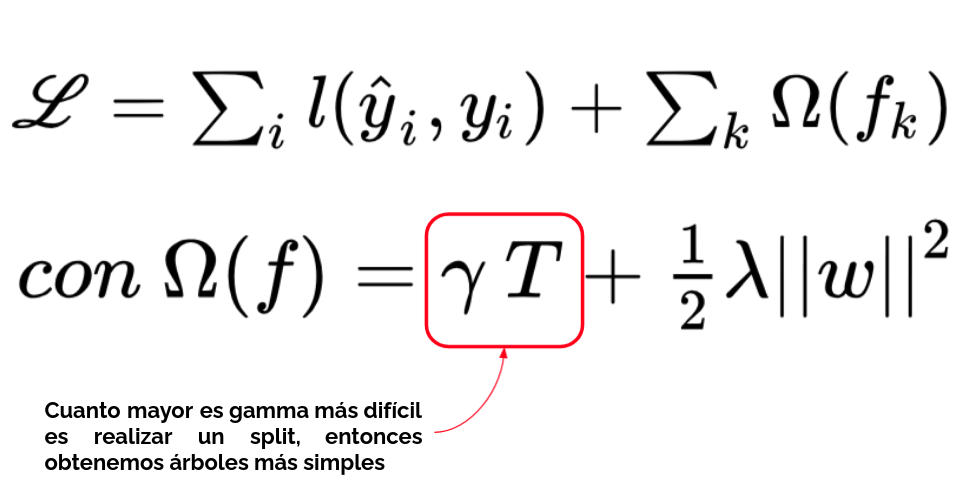 ℒ = ∑ᵢ l(ŷᵢ, yᵢ) + ∑ₖ Ω(fₖ)
con Ω(f) = γ T + ½ λ||w||²
Cuanto mayor es gamma más difícil
es realizar un split, entonces
obtenemos árboles más simples